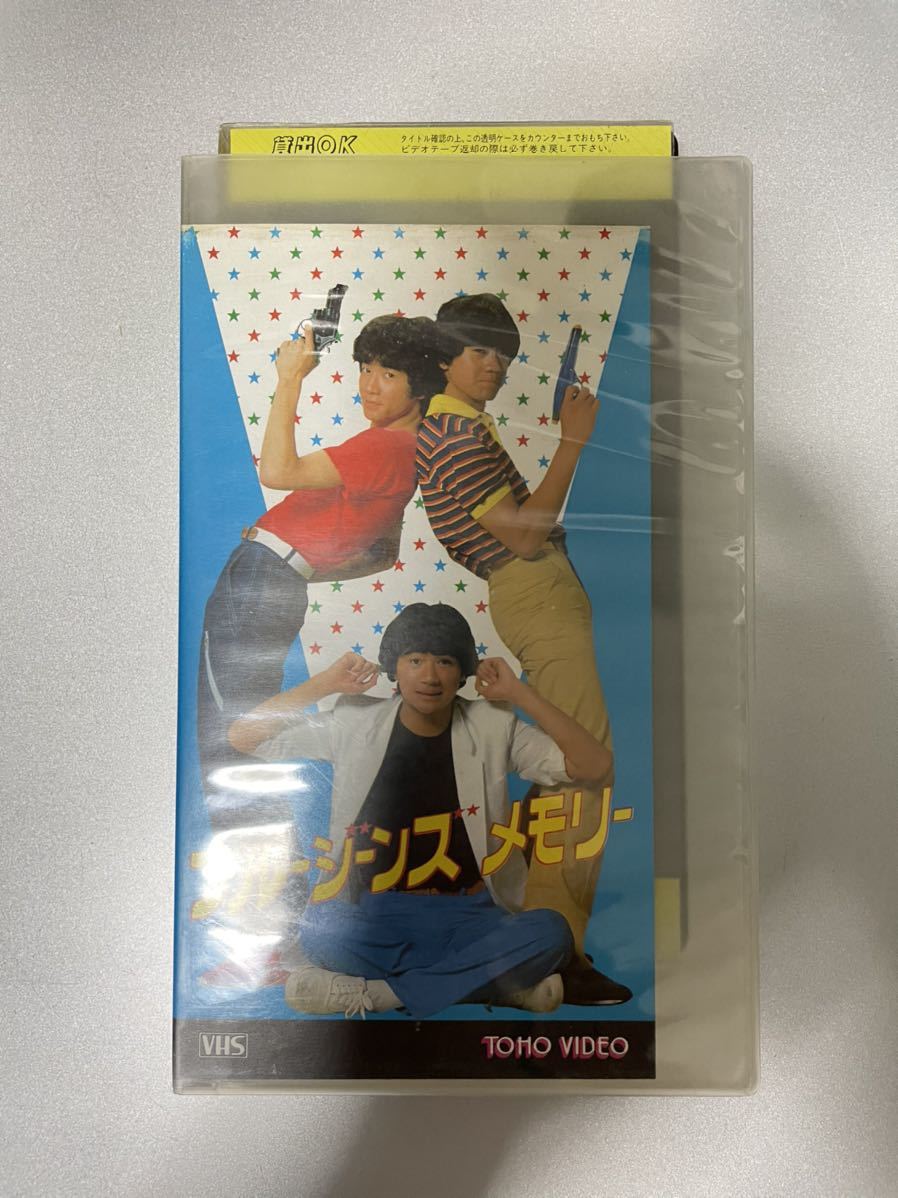 貸出OK
タイトル確認の上、この透明ケースをカウンターまでおもち下さい。
ビデオテープ返却の際は必ず巻き戻して下さい。
ブルージーンズ メモリー
VHS
TOHO VIDEO